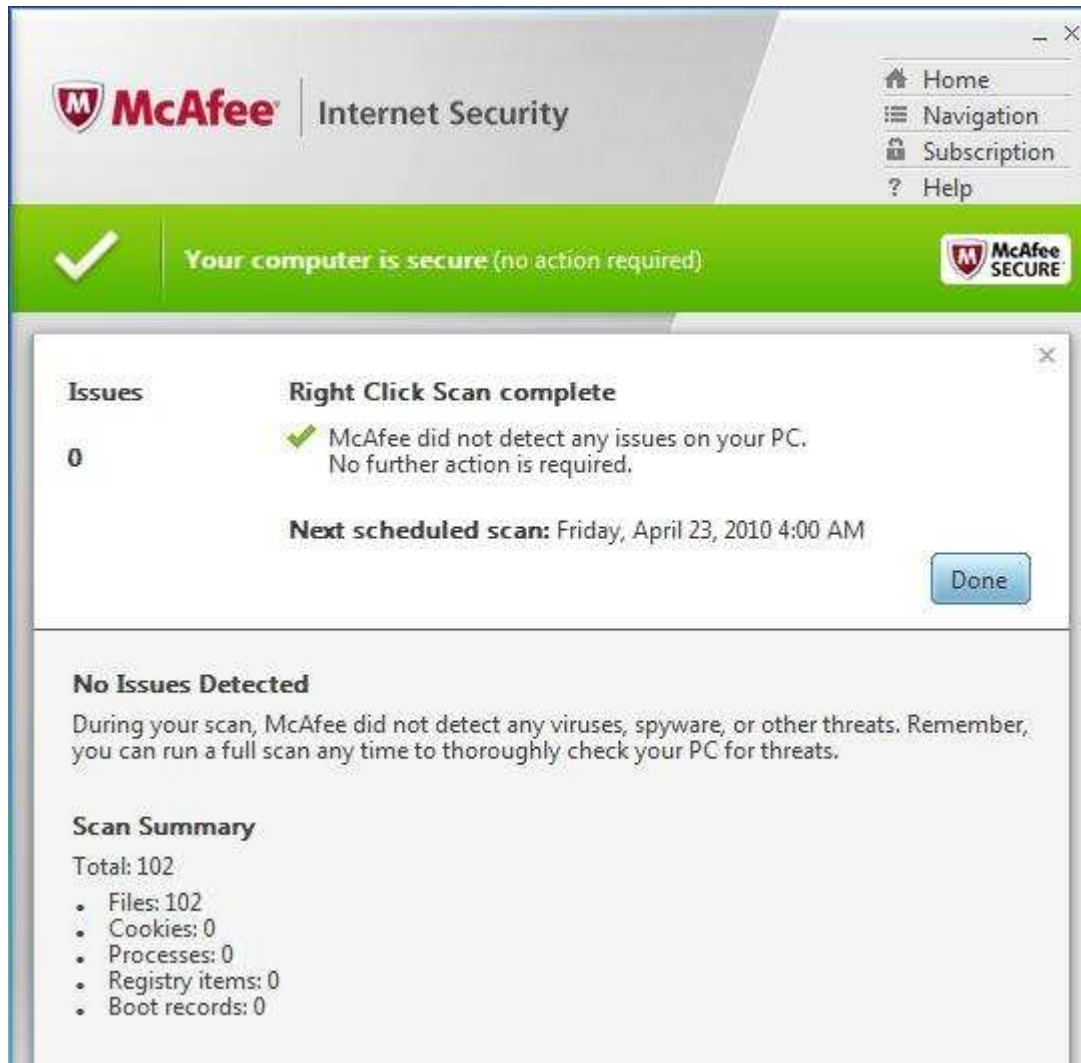 McAfee | Internet Security
Home
Navigation
Subscription
? Help
Your computer is secure (no action required)
McAfee
SECURE
Issues
Right Click Scan complete
0
McAfee did not detect any issues on your PC.
No further action is required.
Next scheduled scan: Friday, April 23, 2010 4:00 AM
Done
No Issues Detected
During your scan, McAfee did not detect any viruses, spyware, or other threats. Remember,
you can run a full scan any time to thoroughly check your PC for threats.
Scan Summary
Total: 102
• Files: 102
• Cookies: 0
• Processes: 0
• Registry items: 0
• Boot records: 0